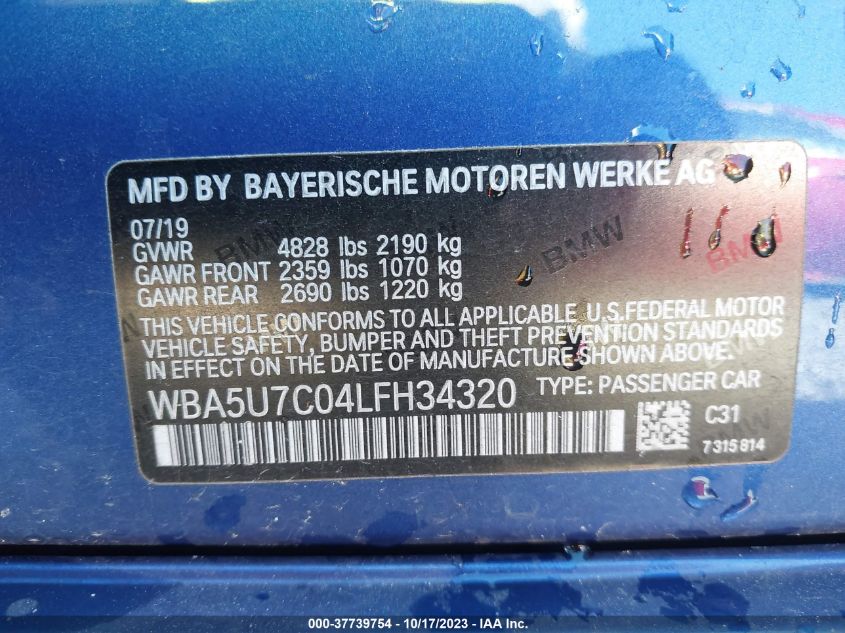 MFD BY BAYERISCHE MOTOREN WERKE AG
07/19
GVWR 4828 lbs 2190 kg
GAWR FRONT 2359 lbs 1070 kg
GAWR REAR 2690 lbs 1220 kg
THIS VEHICLE CONFORMS TO ALL APPLICABLE U.S.FEDERAL MOTOR
VEHICLE SAFETY, BUMPER AND THEFT PREVENTION STANDARDS
IN EFFECT ON THE DATE OF MANUFACTURE SHOWN ABOVE.
WBA5U7C04LFH34320 TYPE: PASSENGER CAR
C31
7315814
BMW
BMW
BMW
000-37739754 - 10/17/2023 - IAA Inc.